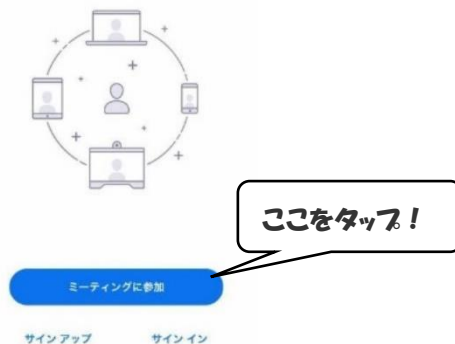 ここをタップ！
ミーティングに参加
サイン アップ
サイン イン